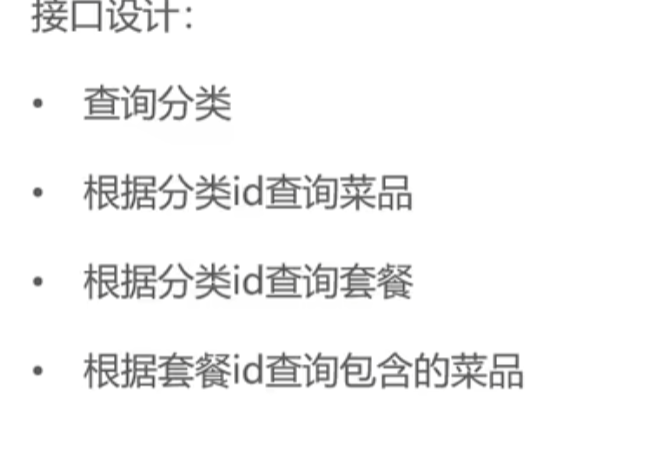 接口设计：
• 查询分类
• 根据分类id查询菜品
• 根据分类id查询套餐
• 根据套餐id查询包含的菜品